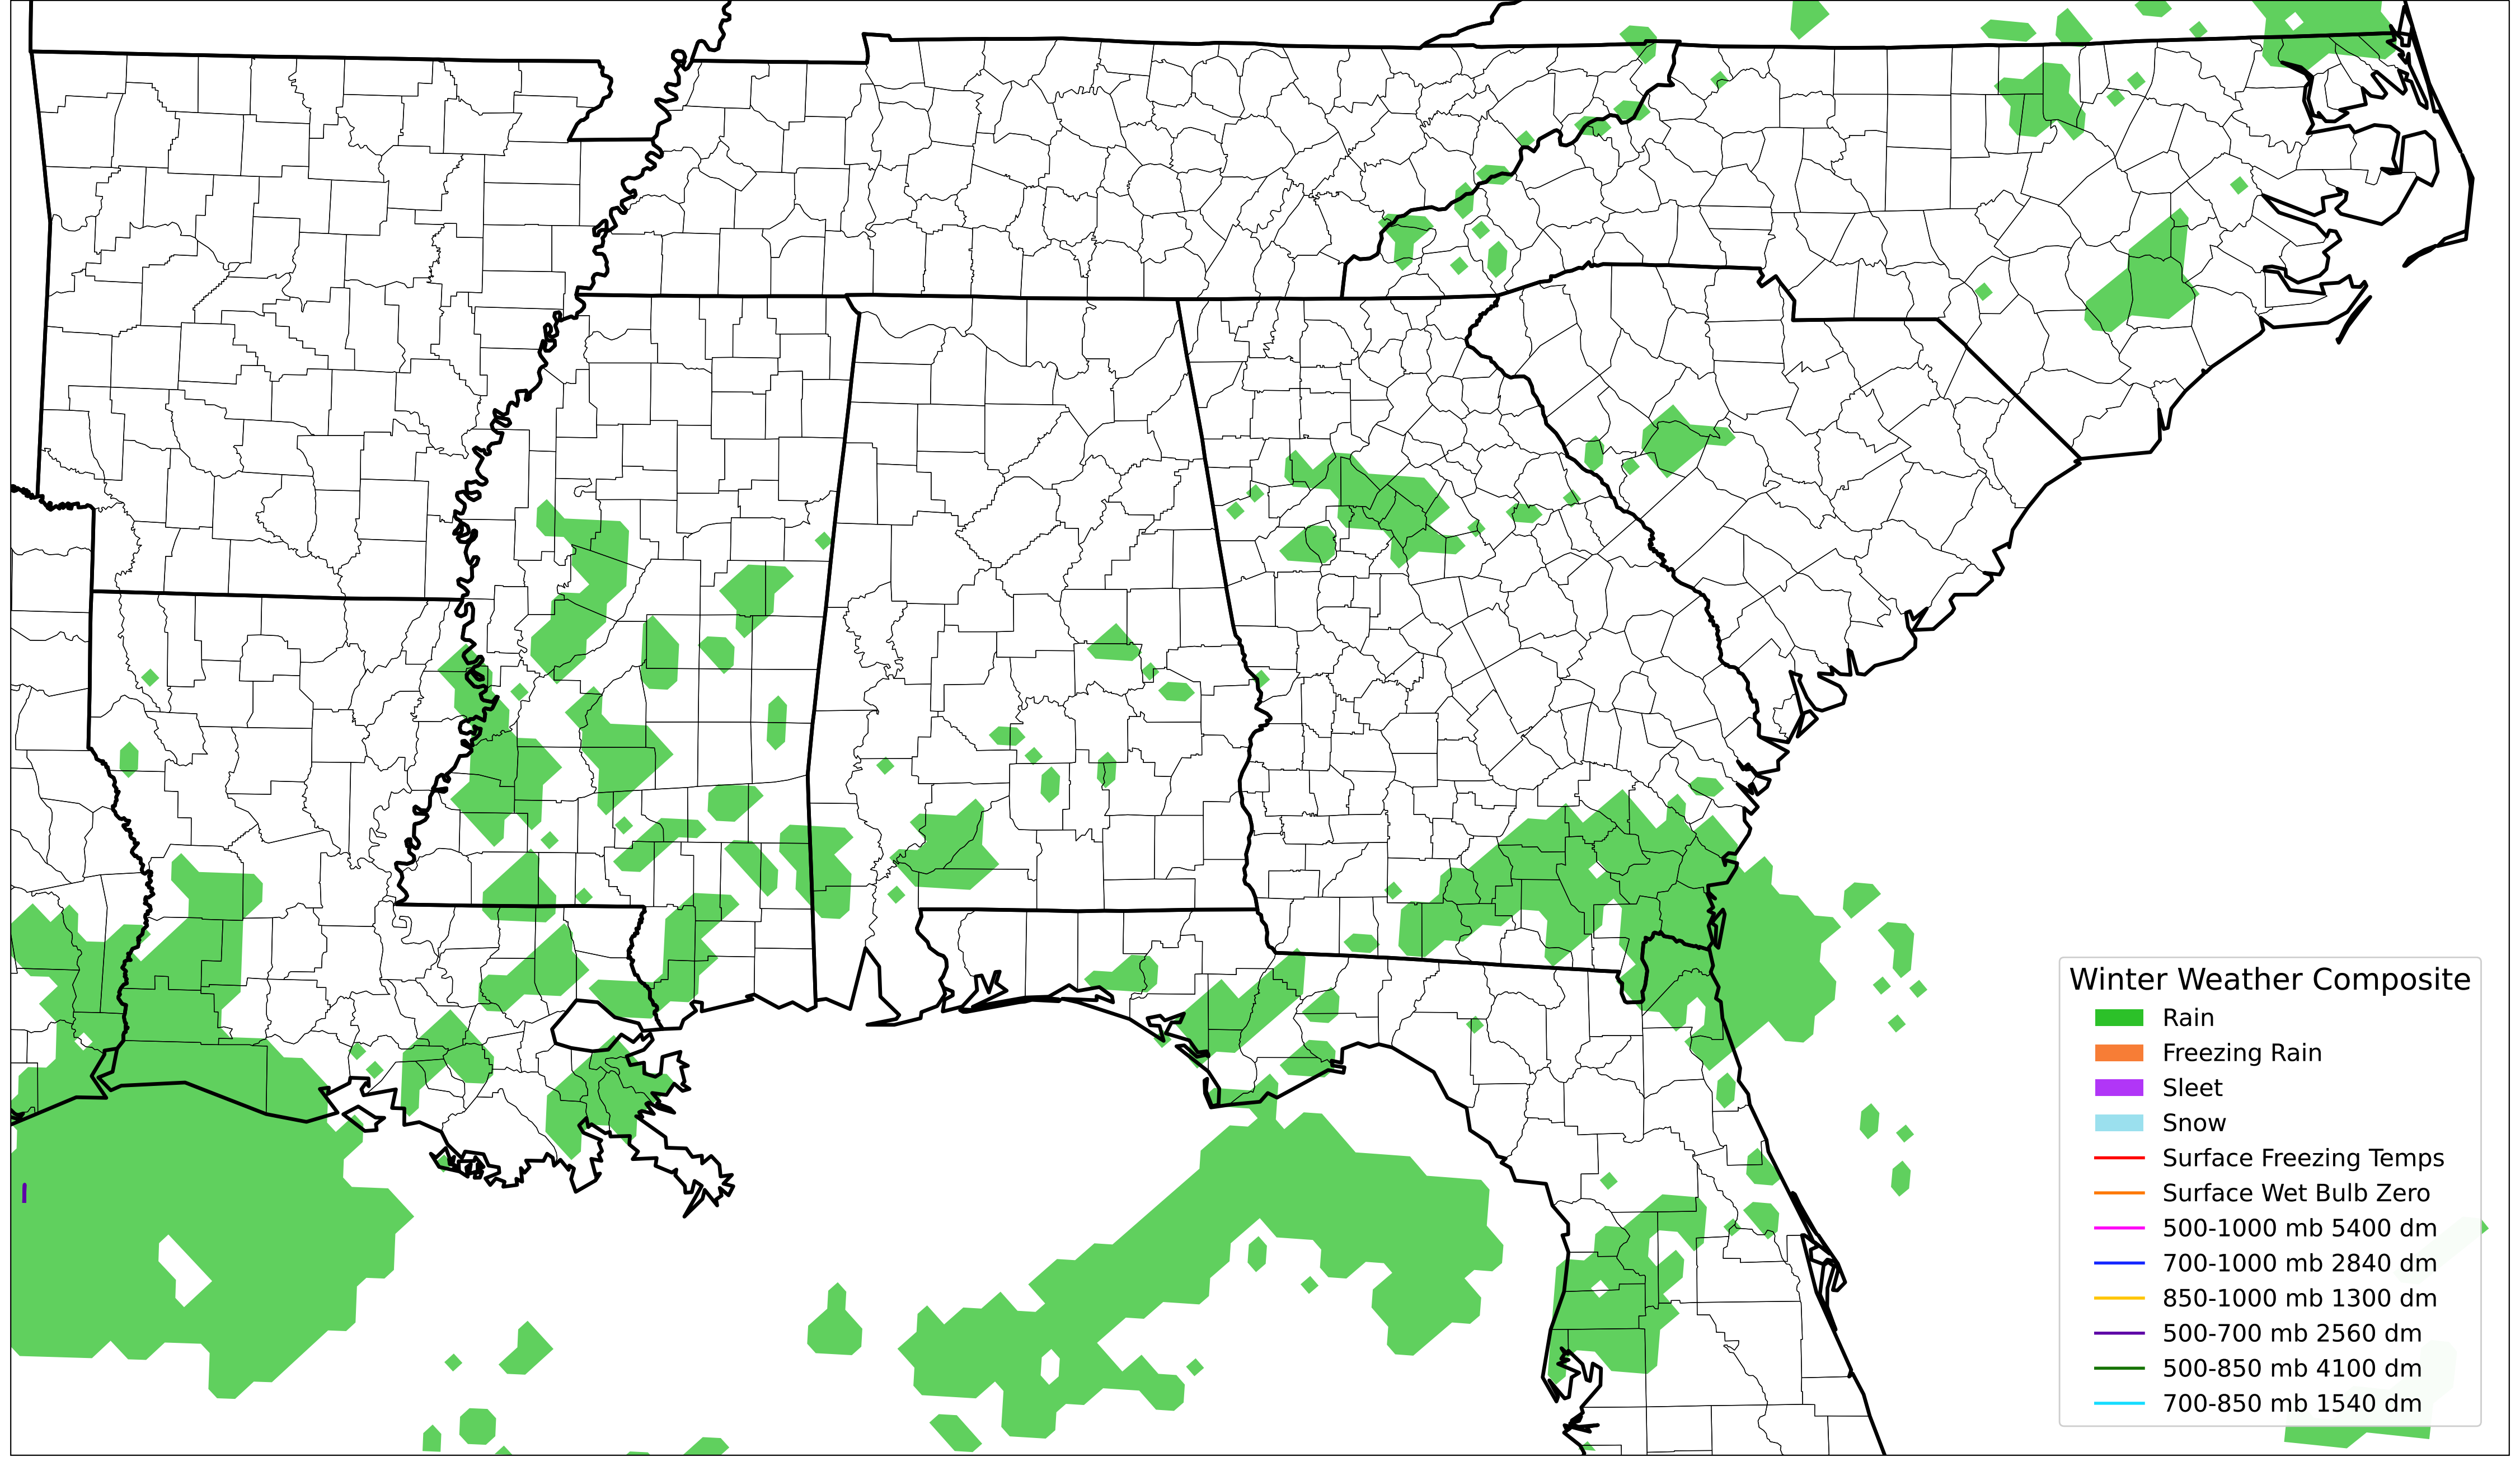 Winter Weather Composite
Rain
Freezing Rain
Sleet
Snow
Surface Freezing Temps
Surface Wet Bulb Zero
500-1000 mb 5400 dm
700-1000 mb 2840 dm
850-1000 mb 1300 dm
500-700 mb 2560 dm
500-850 mb 4100 dm
700-850 mb 1540 dm